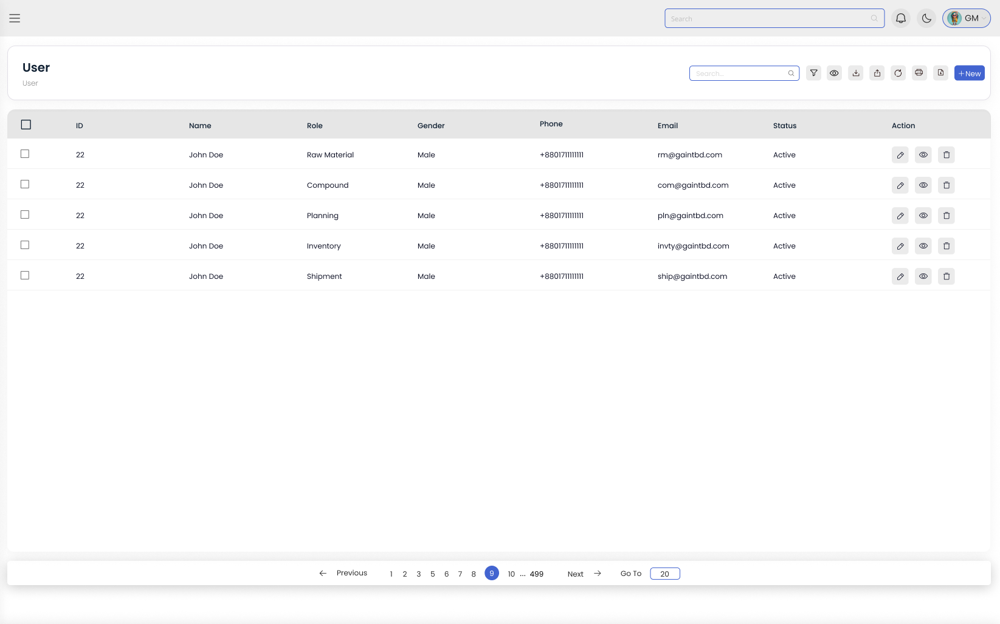 Search
GM
User
User
Search...
New
ID Name Role Gender Phone Email Status Action
22 John Doe Raw Material Male +8801711111111 rm@gaintbd.com Active
22 John Doe Compound Male +8801711111111 com@gaintbd.com Active
22 John Doe Planning Male +8801711111111 pln@gaintbd.com Active
22 John Doe Inventory Male +8801711111111 invty@gaintbd.com Active
22 John Doe Shipment Male +8801711111111 ship@gaintbd.com Active
Previous 1 2 3 5 6 7 8 9 10 ... 499 Next Go To 20